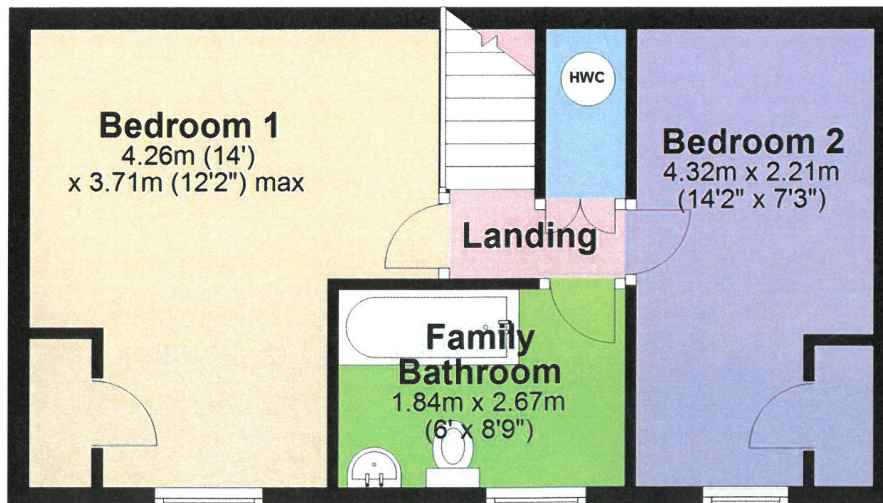 Bedroom 1
4.26m (14')
x 3.71m (12'2") max
HWC
Bedroom 2
4.32m x 2.21m
(14'2" x 7'3")
Landing
Family
Bathroom
1.84m x 2.67m
(6' x 8'9")